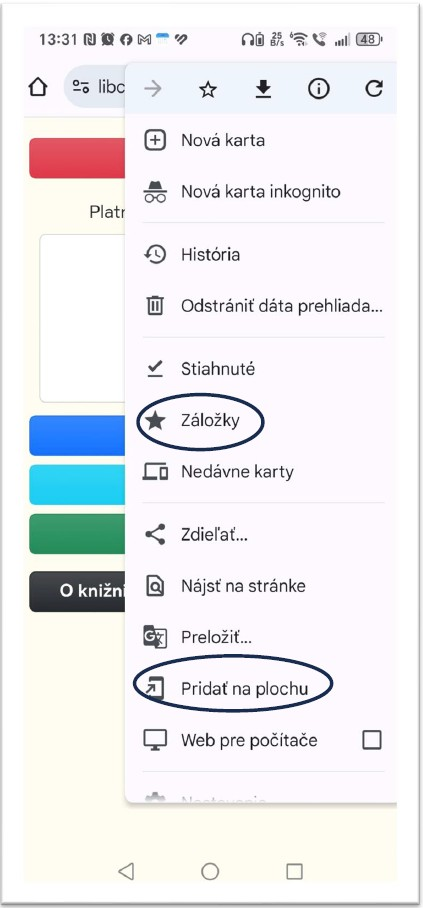 13:31 25 B/s 48
libc
Nová karta
Nová karta inkognito
Platr
História
Odstrániť dáta prehliada...
Stiahnuté
Záložky
Nedávne karty
Zdieľať...
Nájsť na stránke
O knižni
Preložiť...
Pridať na plochu
Web pre počítače
Nastavenia